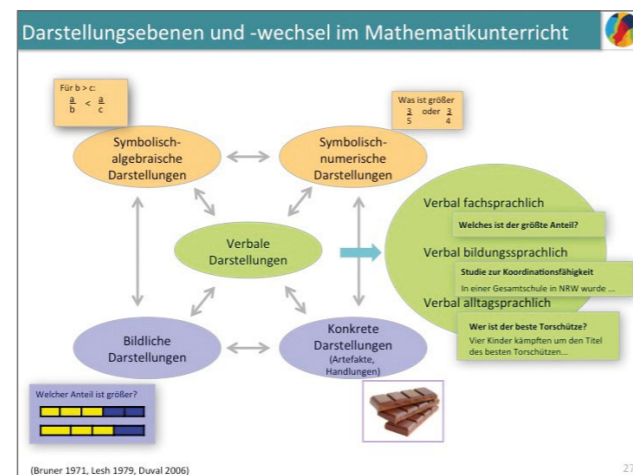 Darstellungsebenen und -wechsel im Mathematikunterricht
Für b > c:
a/b < a/c
Was ist größer
3/5 oder 3/4
Symbolisch-
algebraische
Darstellungen
Symbolisch-
numerische
Darstellungen
Verbale
Darstellungen
Verbal fachsprachlich
Welches ist der größte Anteil?
Verbal bildungssprachlich
Studie zur Koordinationsfähigkeit
In einer Gesamtschule in NRW wurde ...
Verbal alltagsprachlich
Wer ist der beste Torschütze?
Vier Kinder kämpften um den Titel
des besten Torschützen...
Bildliche
Darstellungen
Konkrete
Darstellungen
(Artefakte,
Handlungen)
Welcher Anteil ist größer?
(Bruner 1971, Lesh 1979, Duval 2006)
27